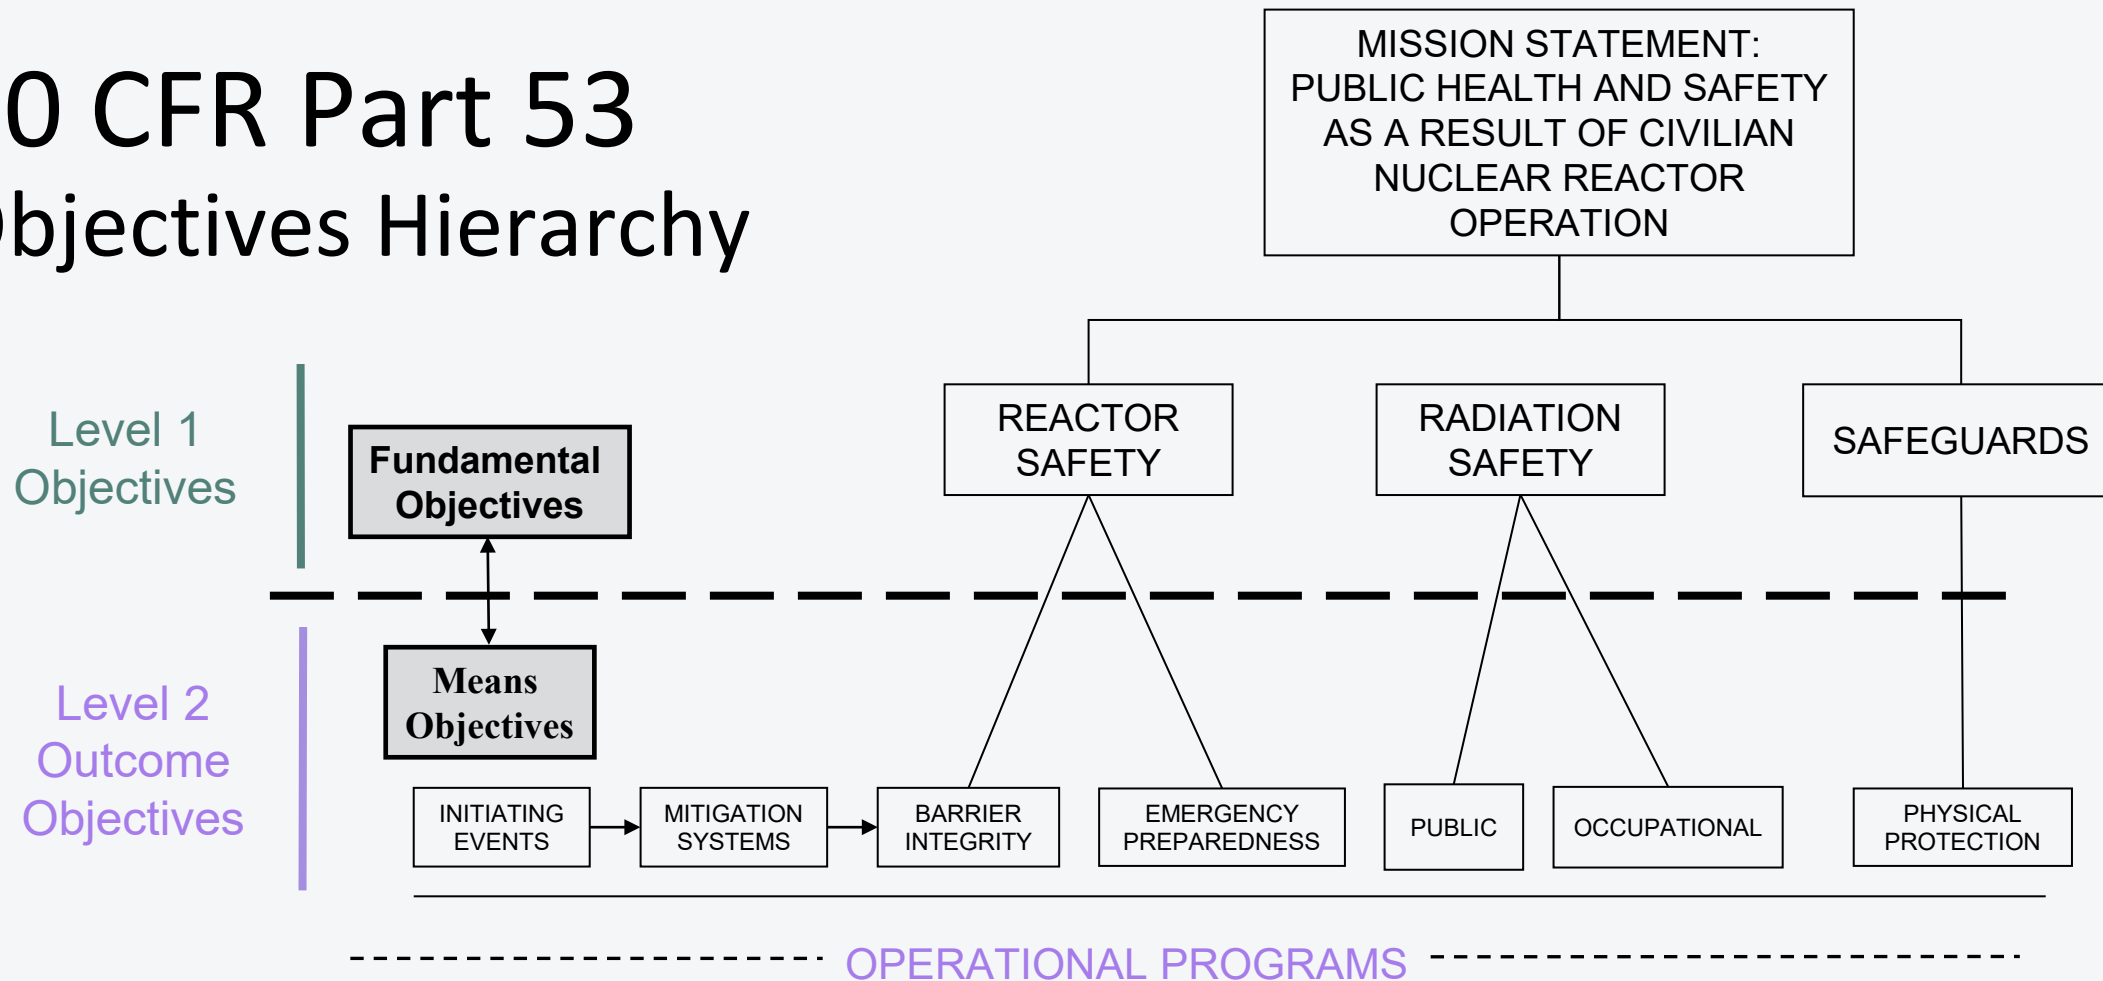 0 CFR Part 53
Objectives Hierarchy
MISSION STATEMENT:
PUBLIC HEALTH AND SAFETY
AS A RESULT OF CIVILIAN
NUCLEAR REACTOR
OPERATION
Level 1
Objectives
Fundamental
Objectives
REACTOR
SAFETY
RADIATION
SAFETY
SAFEGUARDS
Level 2
Outcome
Objectives
Means
Objectives
INITIATING
EVENTS
MITIGATION
SYSTEMS
BARRIER
INTEGRITY
EMERGENCY
PREPAREDNESS
PUBLIC
OCCUPATIONAL
PHYSICAL
PROTECTION
OPERATIONAL PROGRAMS